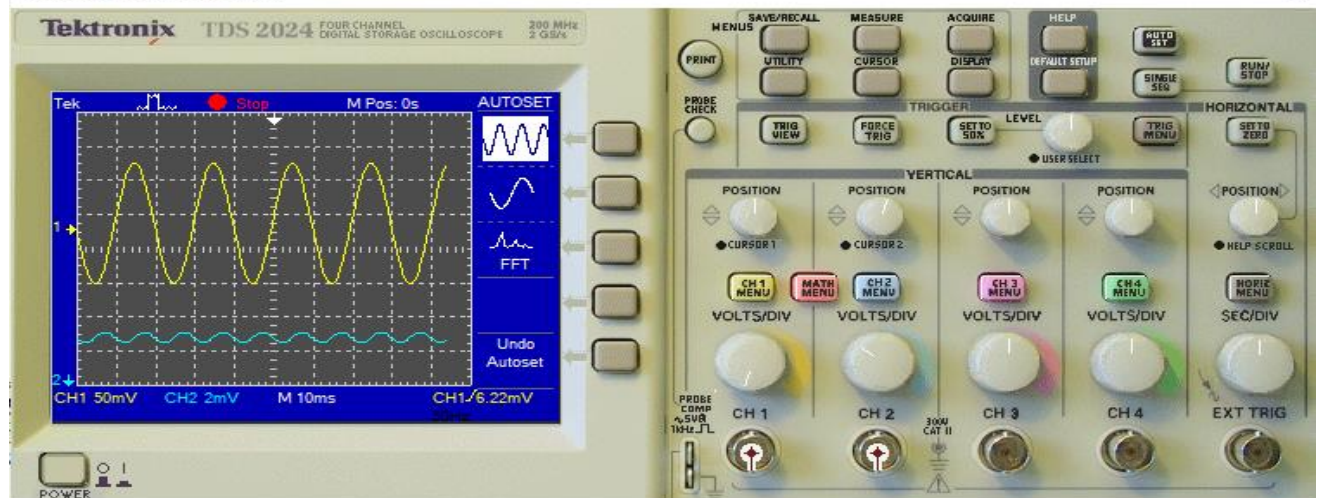 Tektronix TDS 2024 FOUR CHANNEL DIGITAL STORAGE OSCILLOSCOPE 200 MHz 2 GS/s
Tek Stop M Pos: 0s AUTOSET
1
FFT
Undo
Autoset
2
CH1 50mV CH2 2mV M 10ms CH1 6.22mV
50Hz
POWER
PRINT
MENUS
SAVE/RECALL MEASURE ACQUIRE HELP
AUTO SET
UTILITY CURSOR DISPLAY DEFAULT SETUP
SINGLE SEQ
RUN/STOP
PROBE CHECK
TRIGGER
HORIZONTAL
TRIG VIEW
FORCE TRIG
SET TO 50%
LEVEL
TRIG MENU
SET TO ZERO
USER SELECT
VERTICAL
POSITION POSITION POSITION POSITION POSITION
CURSOR 1 CURSOR 2 HELP SCROLL
CH 1 MENU
MATH MENU
CH 2 MENU
CH 3 MENU
CH 4 MENU
HORIZ MENU
VOLTS/DIV VOLTS/DIV VOLTS/DIV VOLTS/DIV SEC/DIV
PROBE COMP
~5V@
1kHz
CH 1 CH 2 CH 3 CH 4 EXT TRIG
300V
CAT II